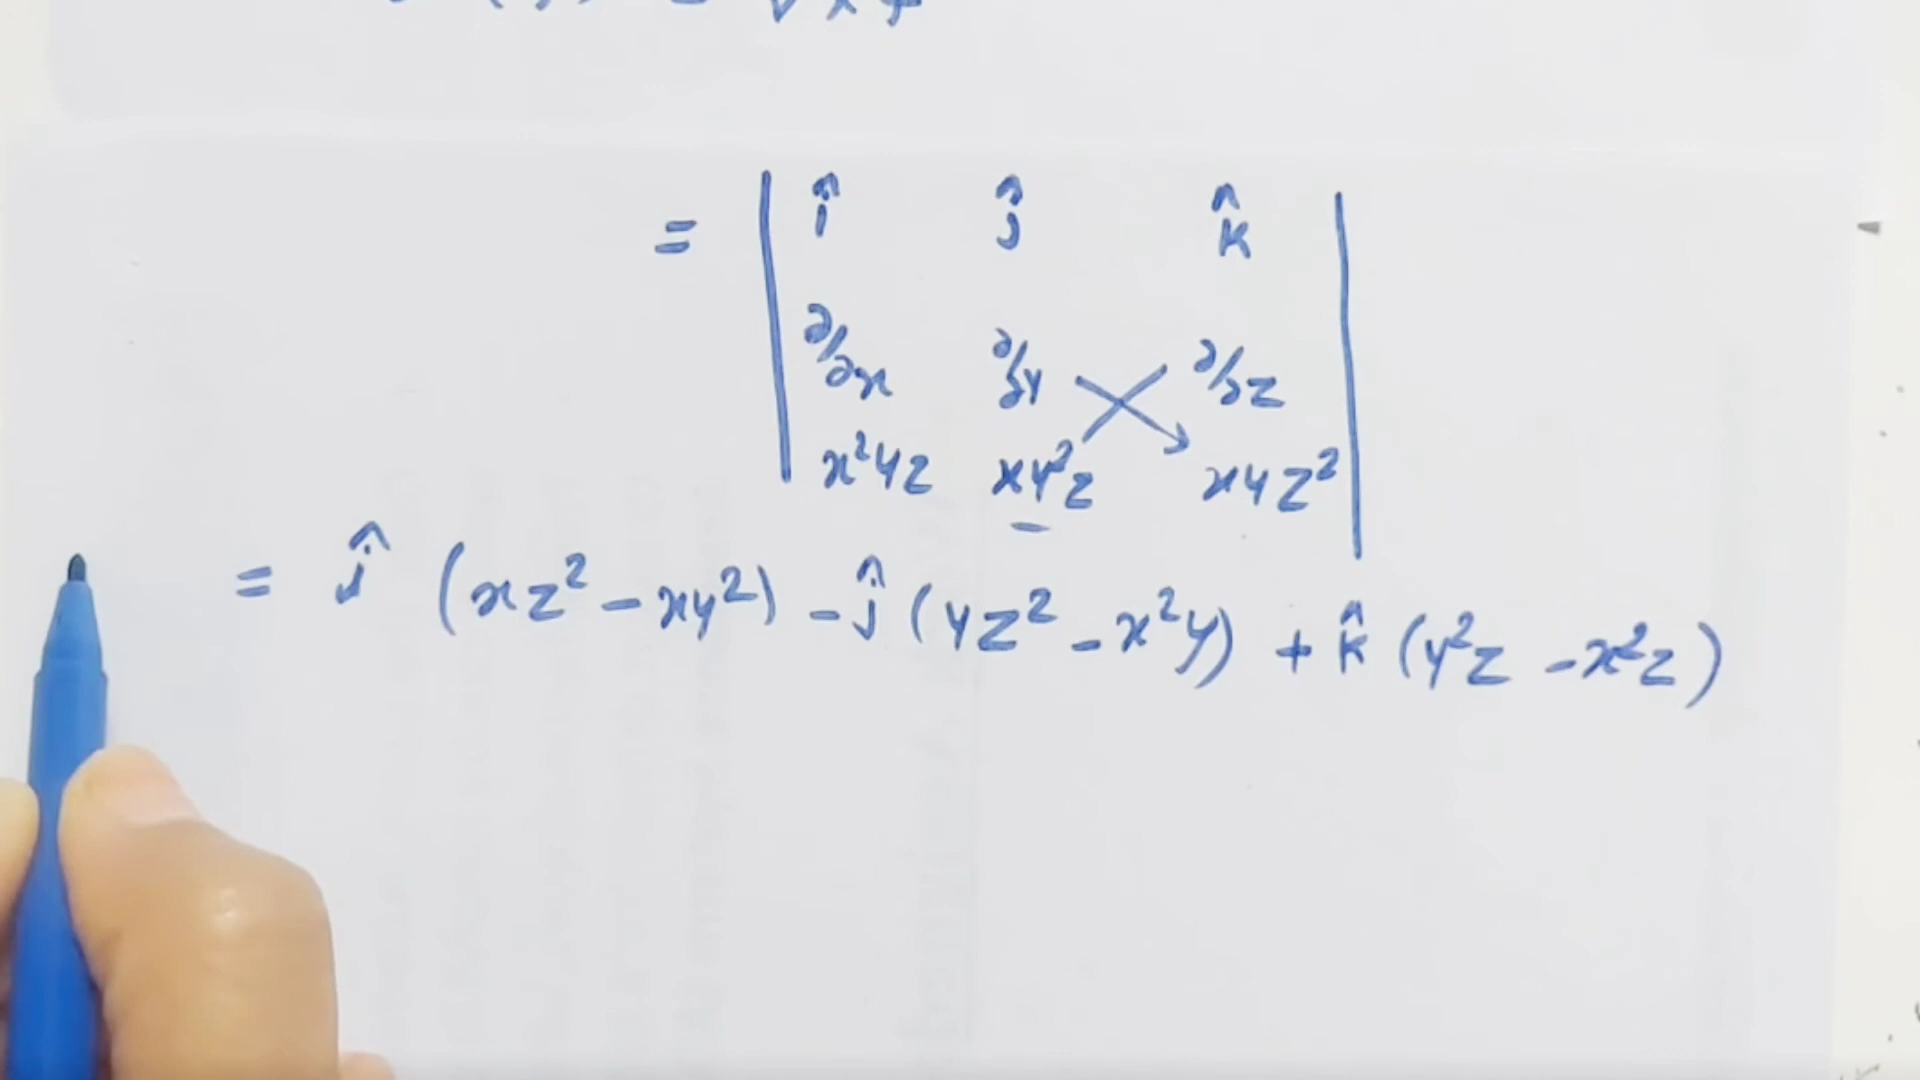 = | î ĵ k̂ |
∂/∂x ∂/∂y ∂/∂z
x²yz xy²z xyz²
= ĵ (xz² - xy²) - ĵ (yz² - x²y) + k̂ (y²z - x²z)